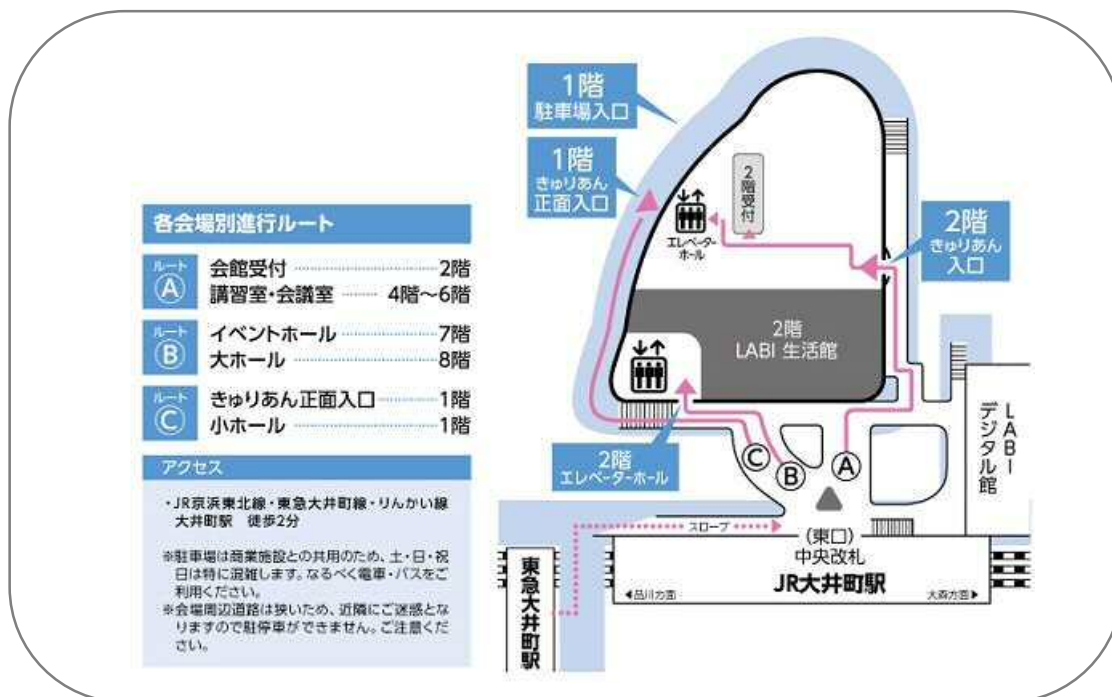 各会場別進行ルート
ルート
Ⓐ
会館受付 2階
講習室・会議室 4階～6階
ルート
Ⓑ
イベントホール 7階
大ホール 8階
ルート
Ⓒ
きゅりあん正面入口 1階
小ホール 1階
アクセス
・JR京浜東北線・東急大井町線・りんかい線
大井町駅 徒歩2分
※駐車場は商業施設との共用のため、土・日・祝
日は特に混雑します。なるべく電車・バスをご
利用ください。
※会場周辺道路は狭いため、近隣にご迷惑とな
りますので駐停車ができません。ご注意くだ
さい。
1階
駐車場入口
1階
きゅりあん
正面入口
2階受付
エレベーター
ホール
2階
きゅりあん
入口
2階
LABI 生活館
2階
エレベーターホール
Ⓒ
Ⓑ
Ⓐ
LABI
デジタル館
スロープ
(東口)
中央改札
JR大井町駅
◀品川方面
大森方面▶
東急大井町駅